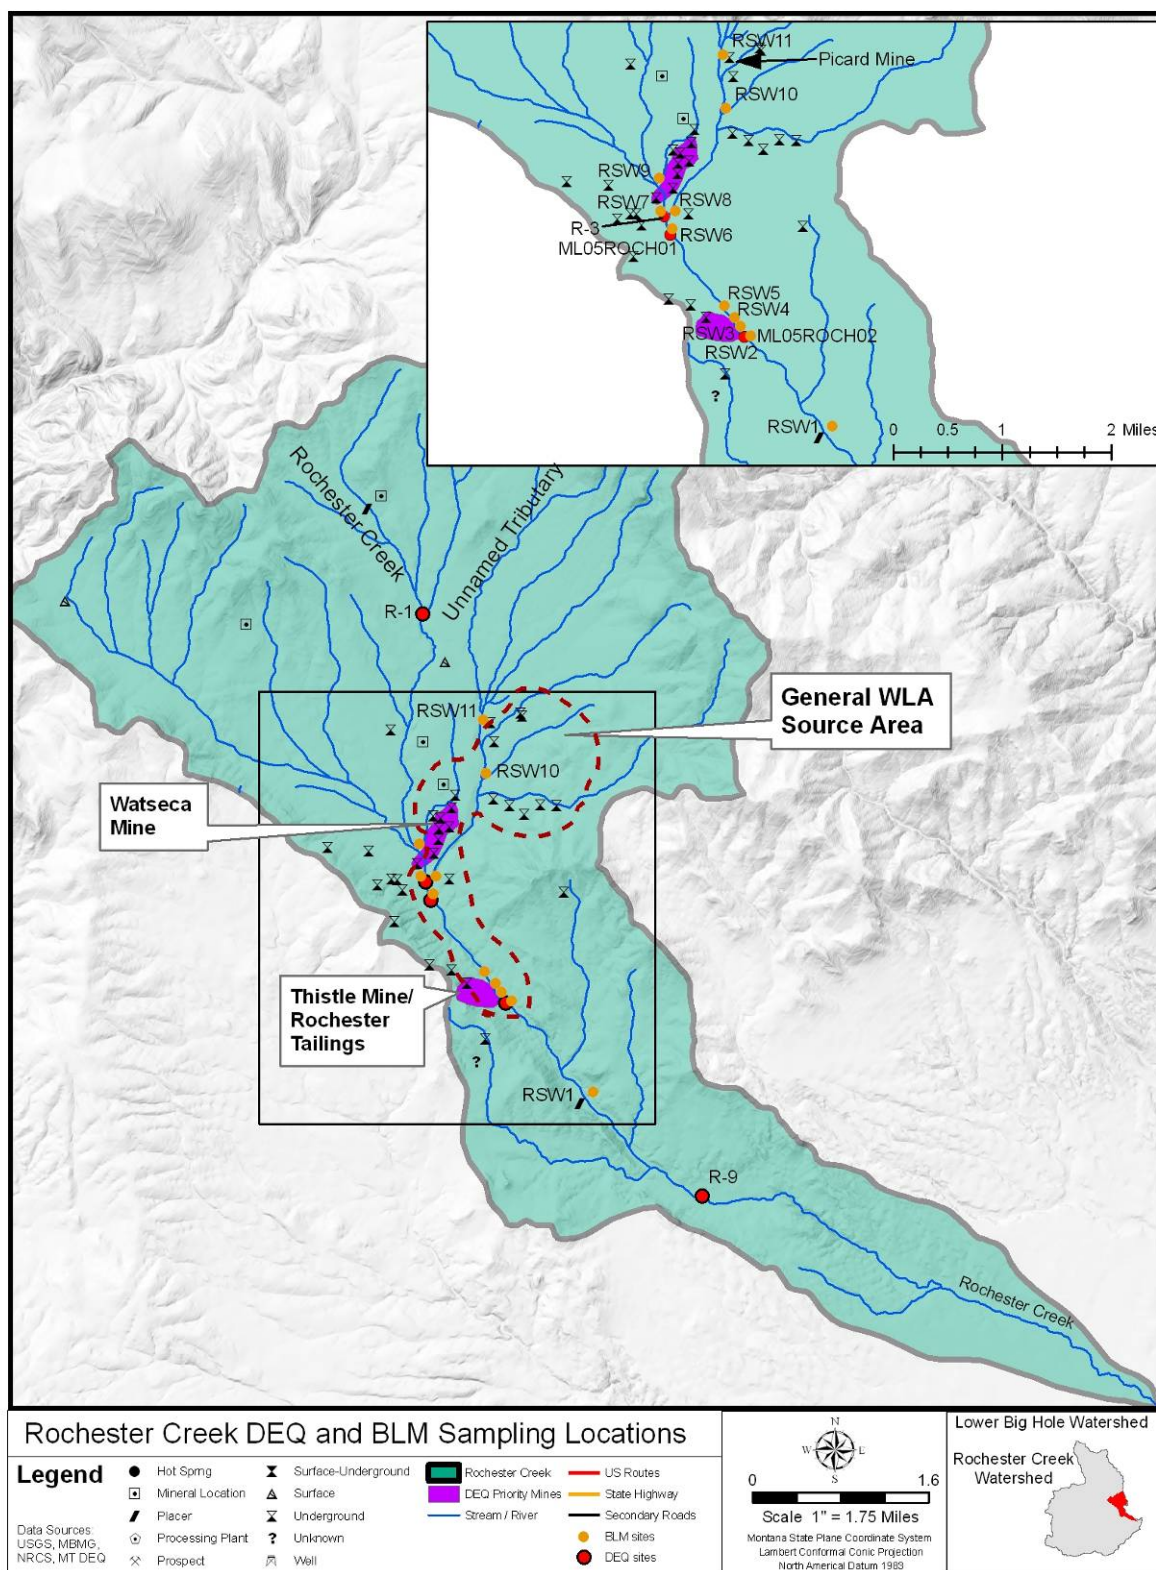 RSW11
Picard Mine
RSW10
RSW9
RSW7
RSW8
R-3
RSW6
ML05ROCH01
RSW5
RSW4
RSW3
ML05ROCH02
RSW2
?
RSW1
0 0.5 1 2 Miles
Rochester Creek
Unnamed Tributary
R-1
General WLA
Source Area
RSW11
RSW10
Watseca
Mine
Thistle Mine/
Rochester
Tailings
?
RSW1
R-9
Rochester Creek
Rochester Creek DEQ and BLM Sampling Locations
Legend
Data Sources:
USGS, MBMG,
NRCS, MT DEQ
Hot Spring
Mineral Location
Placer
Processing Plant
Prospect
Surface-Underground
Surface
Underground
? Unknown
Well
Rochester Creek
DEQ Priority Mines
Stream / River
US Routes
State Highway
Secondary Roads
BLM sites
DEQ sites
N
W E
S
0 1.6
Scale 1" = 1.75 Miles
Montana State Plane Coordinate System
Lambert Conformal Conic Projection
North Americal Datum 1983
Lower Big Hole Watershed
Rochester Creek
Watershed